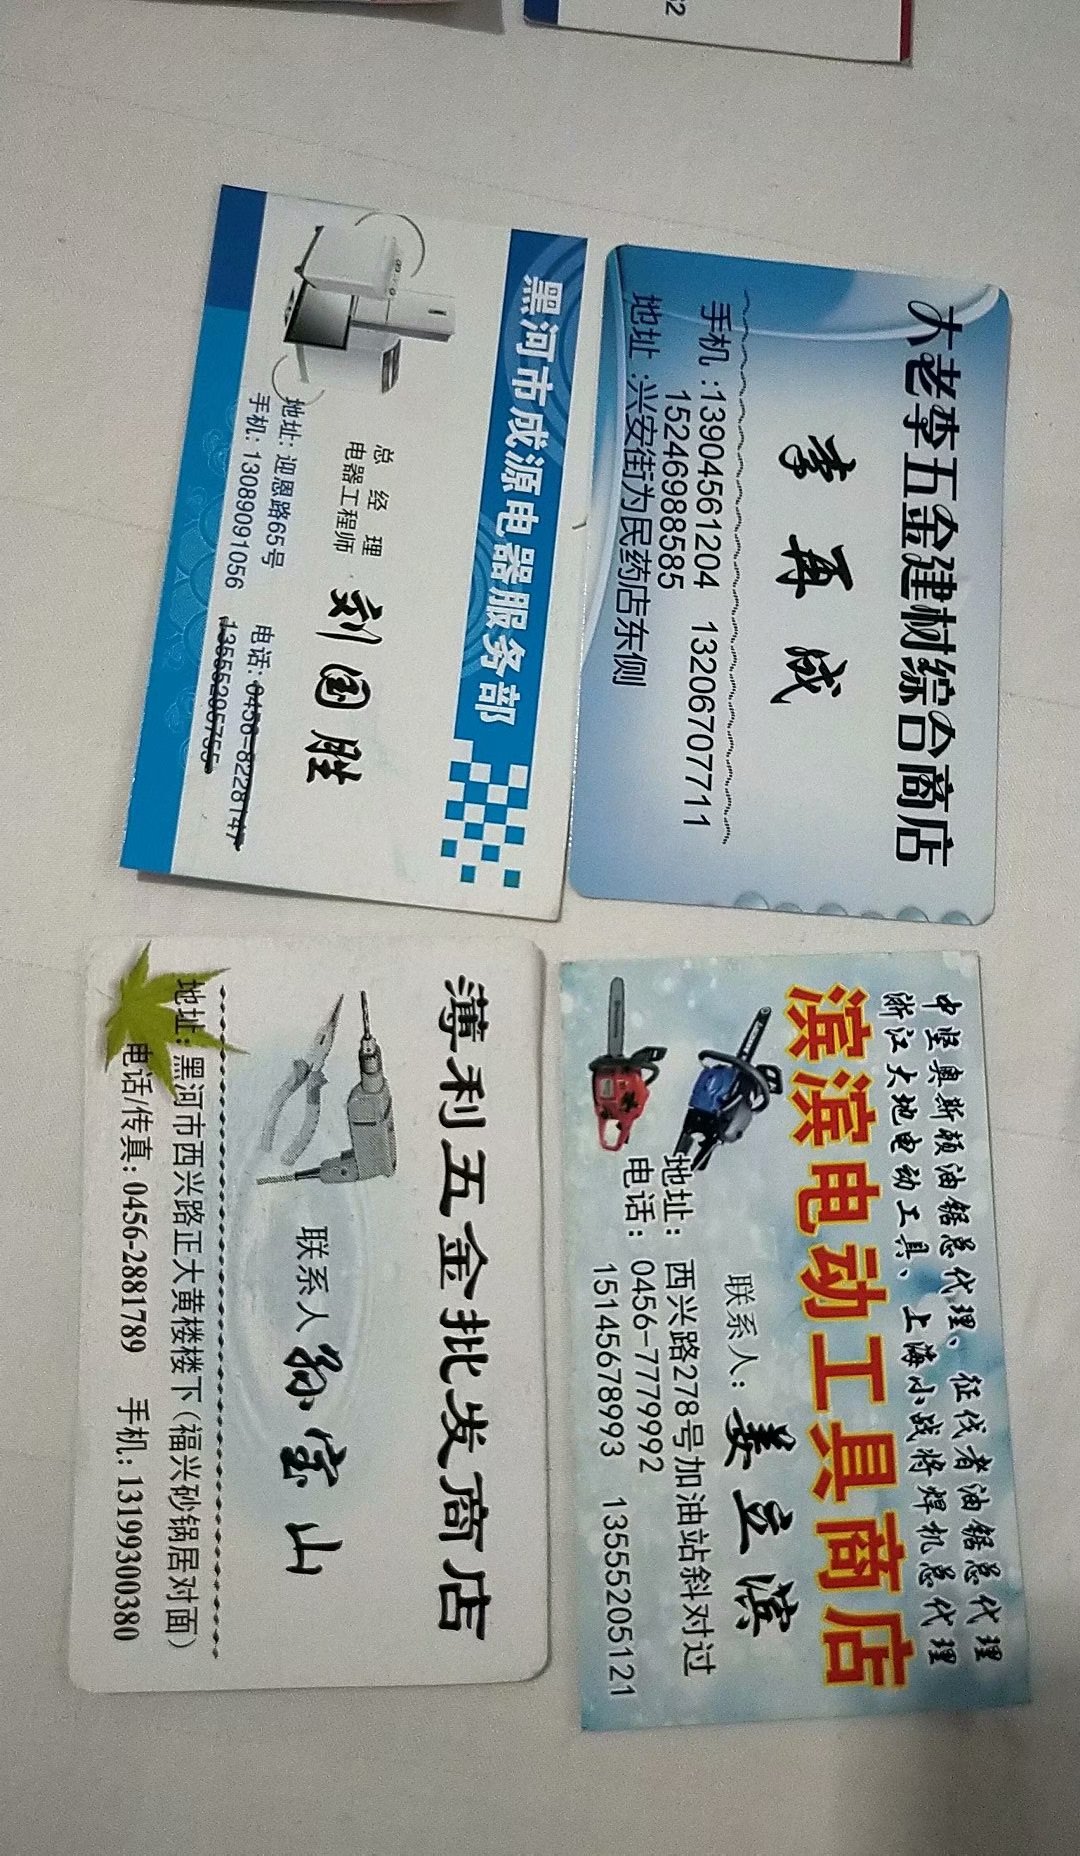 大老李五金建材综合商店
李再成
手机:13904561204 13206707711
15246988585
地址:兴安街为民药店东侧
黑河市成源电器服务部
总经理
电器工程师 刘国胜
地址:迎恩路65号 电话:0456-8228147
手机:13089091056 13555295755
中坚奥斯顿油锯总代理、征伐者油锯总代理
浙江大地电动工具、上海小战将焊机总代理
滨滨电动工具商店
联系人:姜立滨
地址:西兴路278号加油站斜对过
电话:0456-7779992
15145678993 13555205121
薄利五金批发商店
联系人 孙宝山
地址:黑河市西兴路正大黄楼楼下(福兴砂锅居对面)
电话/传真:0456-2881789 手机:13199300380